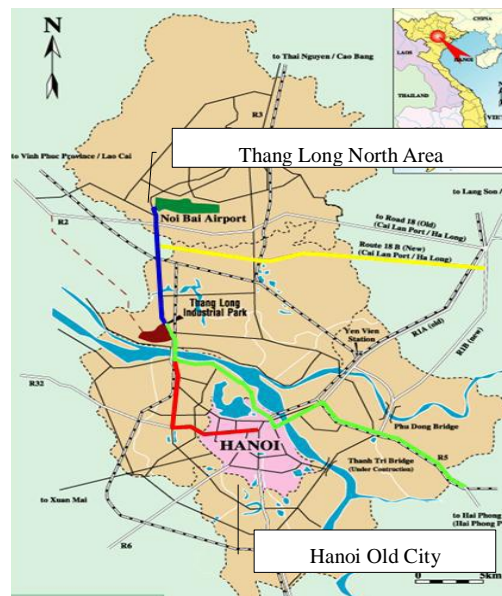 N
to Thai Nguyen / Cao Bang
CHINA
HANOI
LAOS
THAILAND
R3
Thang Long North Area
to Vinh Phuc Province / Lao Cai
to Lang Son /
Noi Bai Airport
R2
to Road 18 (Old)
(Cai Lan Port / Ha Long)
Route 18 B (New)
(Cai Lan Port / Ha Long)
Thang Long
Industrial Park
Yen Vien
Station
R1A (old)
R1B (new)
R32
HANOI
Phu Dong Bridge
Thanh Tri Bridge
(Under Contruction)
R5
to Xuan Mai
to Hai Phong
(Hai Phong P
R6
Hanoi Old City
0
5km